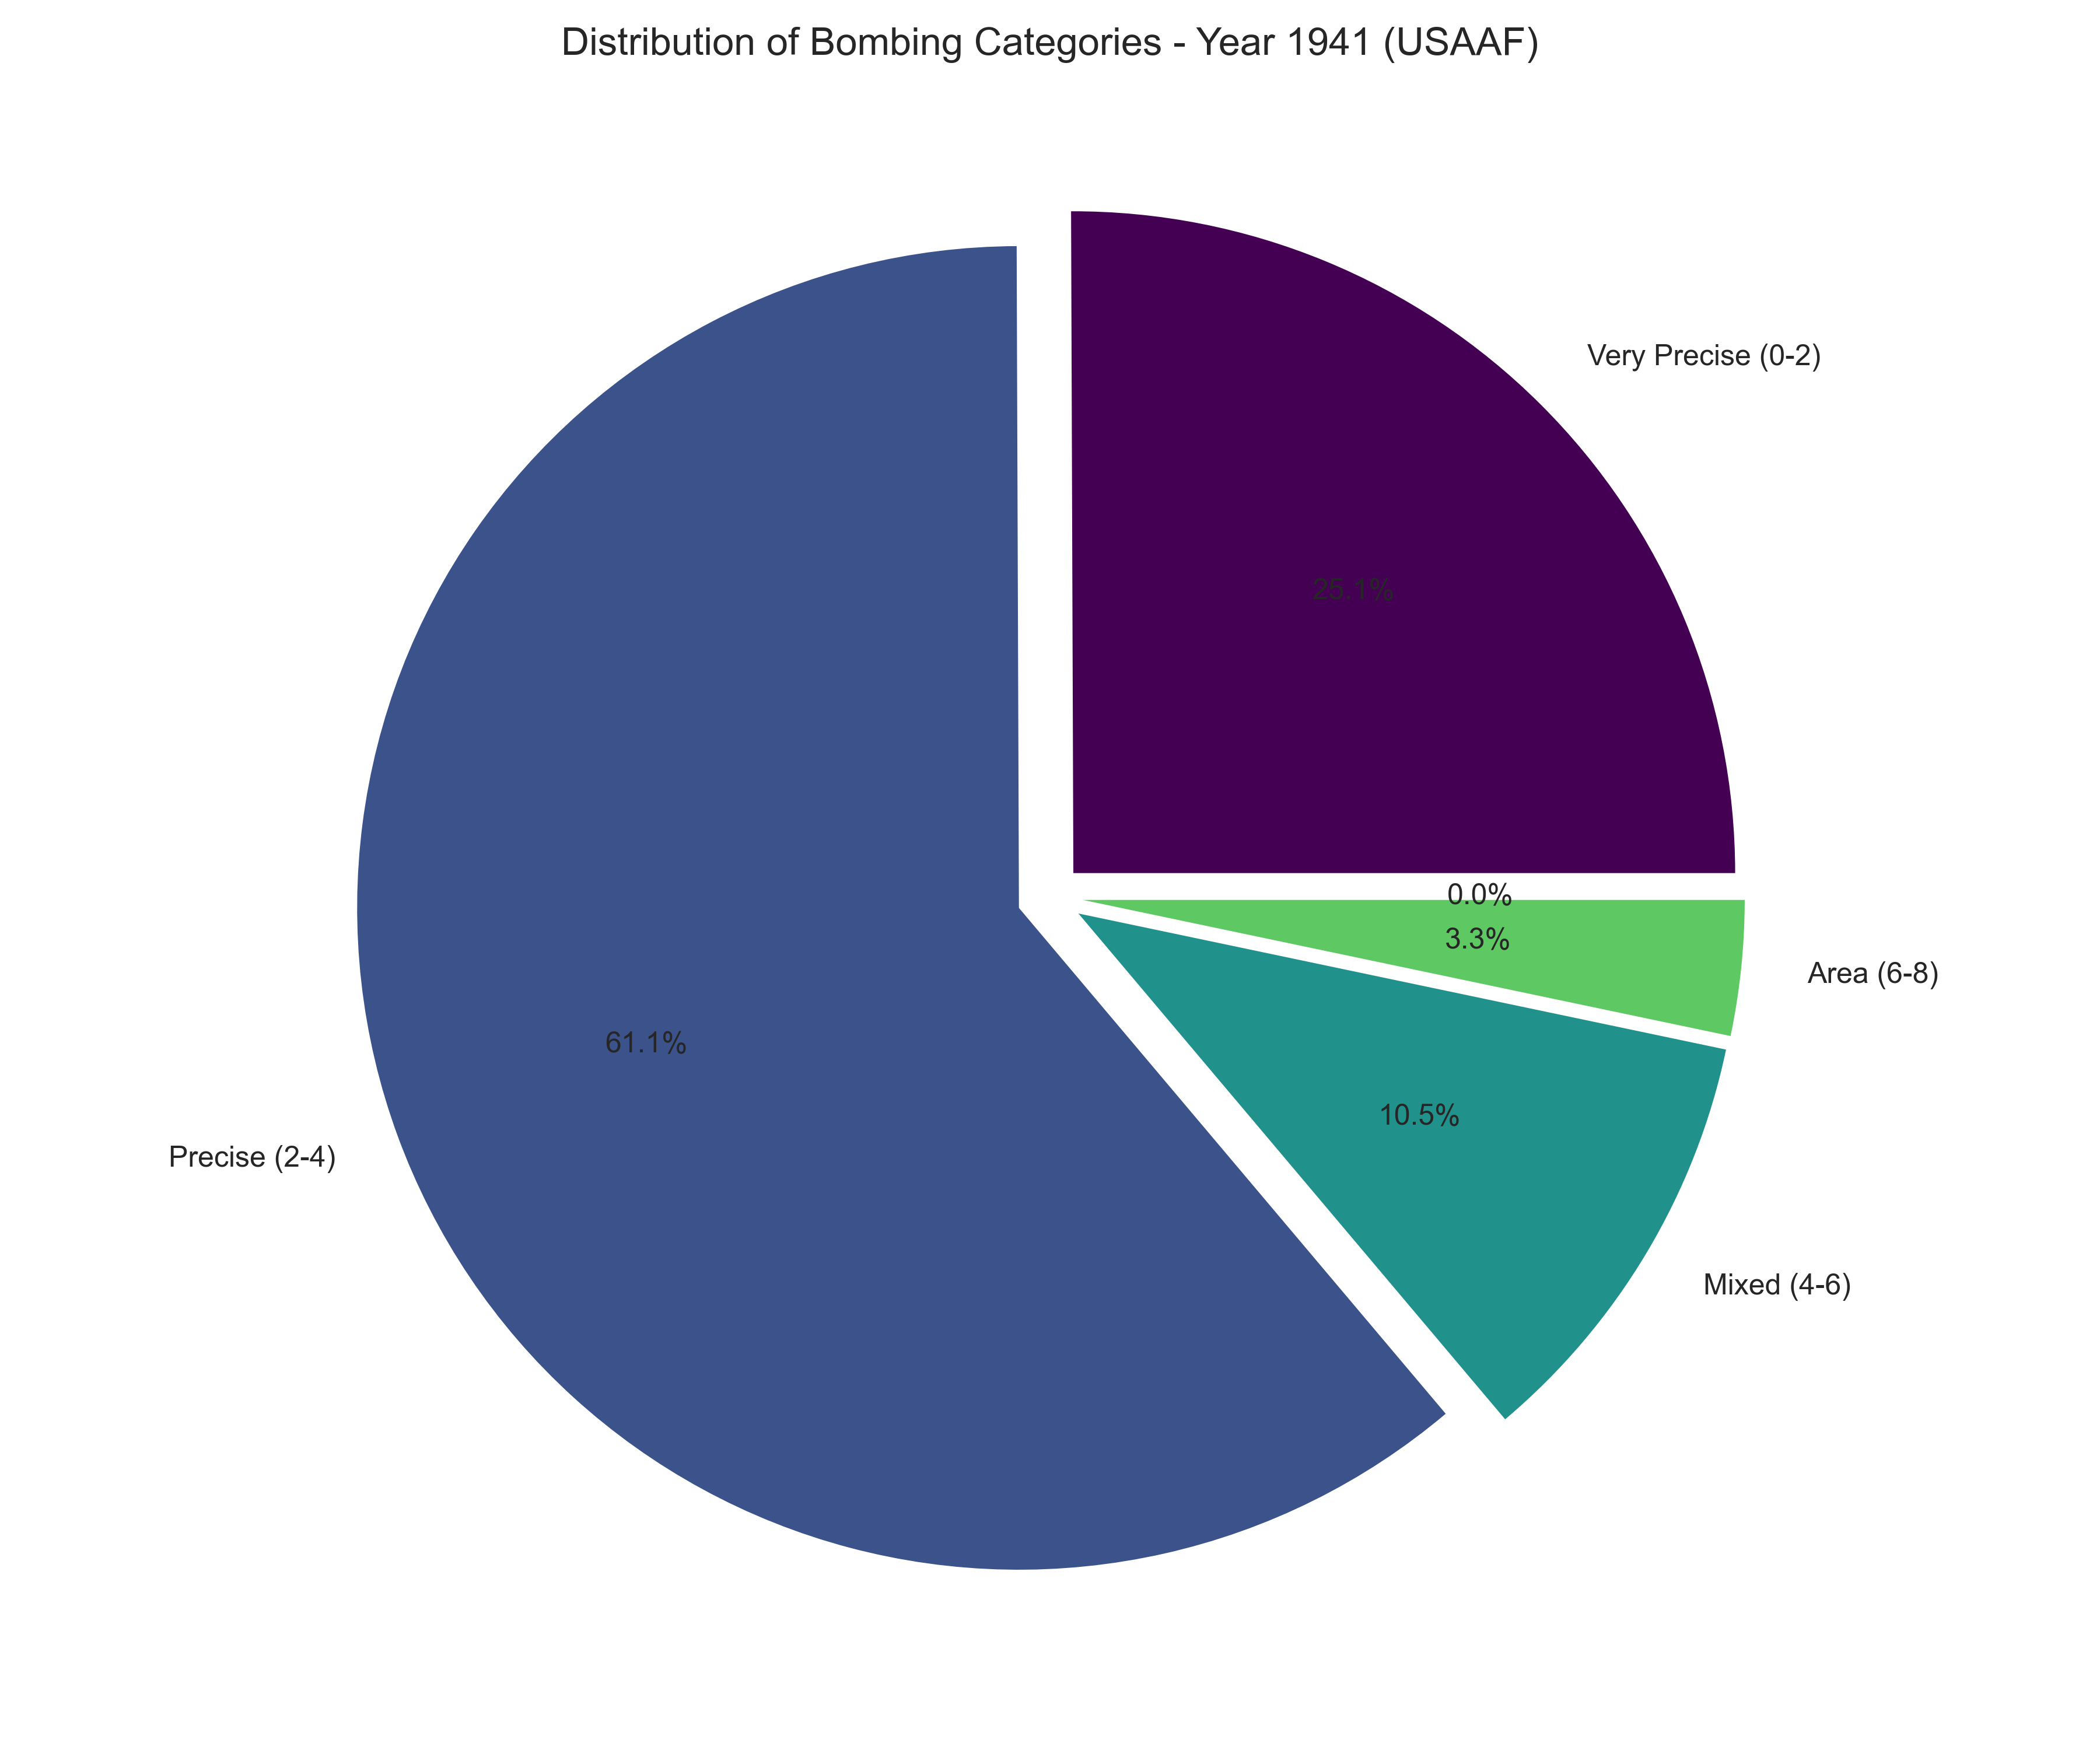 Distribution of Bombing Categories - Year 1941 (USAAF)
Very Precise (0-2)
25.1%
0.0%
3.3%
Area (6-8)
61.1%
10.5%
Precise (2-4)
Mixed (4-6)